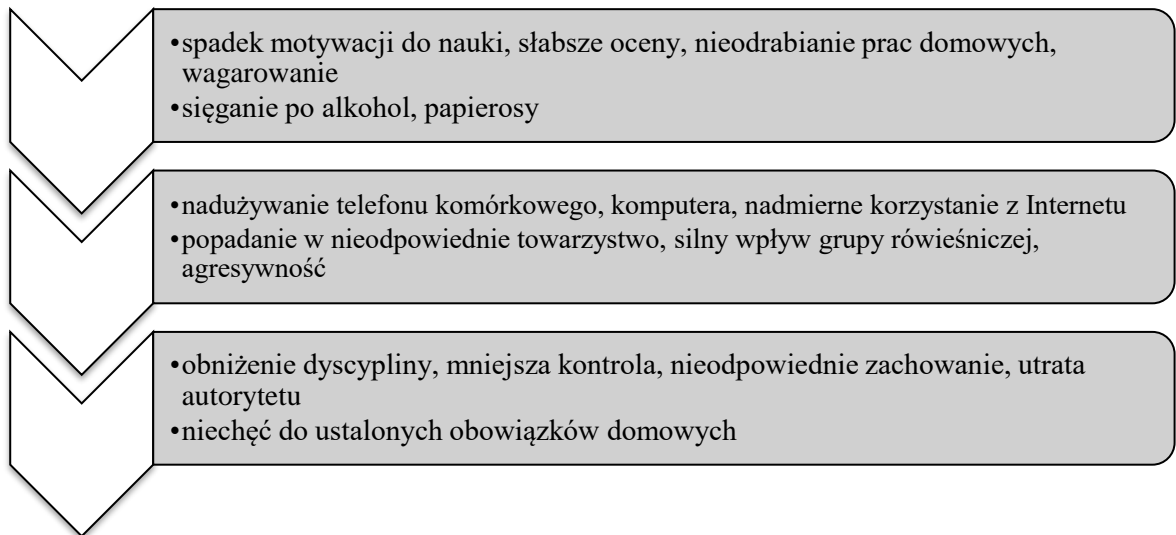 •spadek motywacji do nauki, słabsze oceny, nieodrabianie prac domowych,
wagarowanie
•sięganie po alkohol, papierosy
•nadużywanie telefonu komórkowego, komputera, nadmierne korzystanie z Internetu
•popadanie w nieodpowiednie towarzystwo, silny wpływ grupy rówieśniczej,
agresywność
•obniżenie dyscypliny, mniejsza kontrola, nieodpowiednie zachowanie, utrata
autorytetu
•niechęć do ustalonych obowiązków domowych